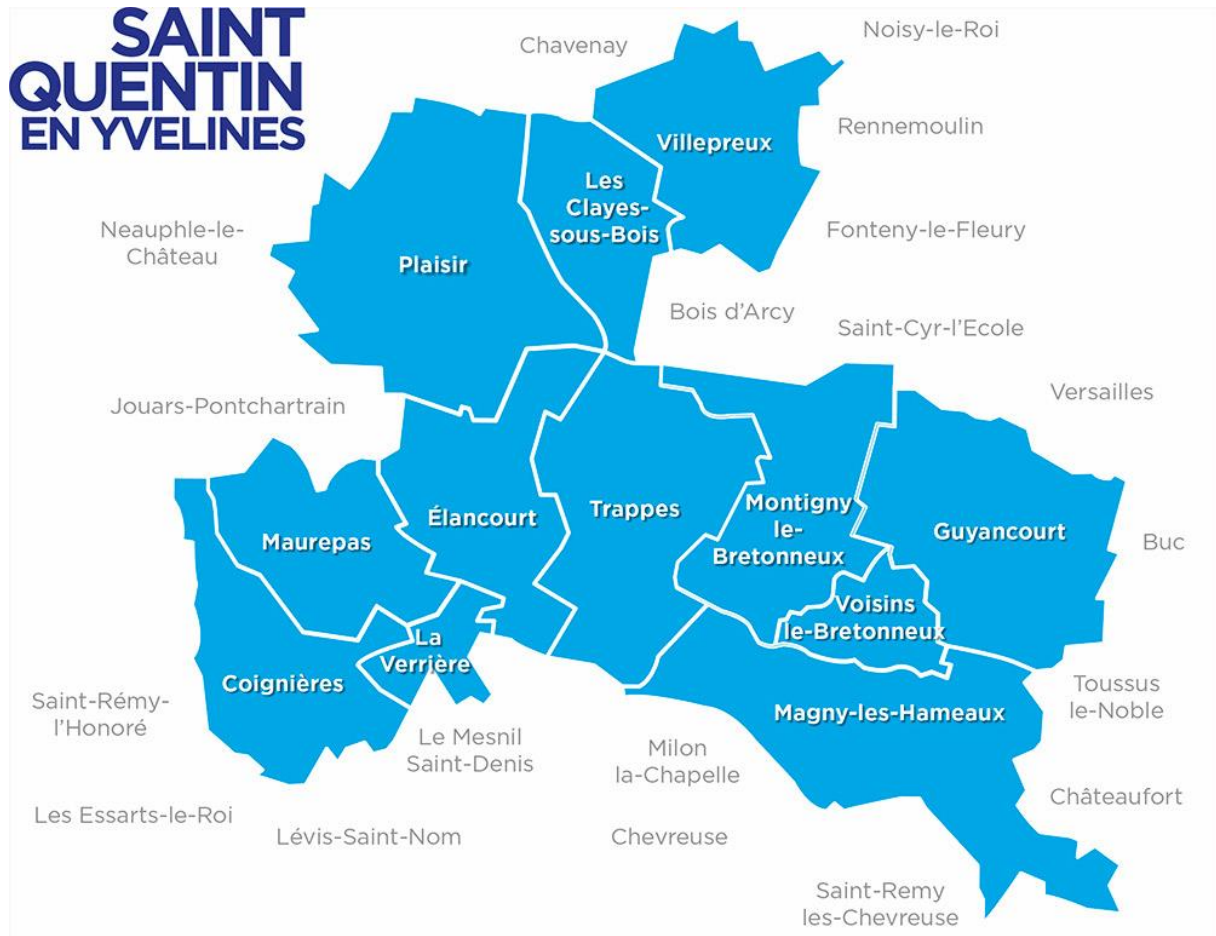 SAINT
QUENTIN
EN YVELINES
Chavenay
Noisy-le-Roi
Villepreux
Rennemoulin
Les
Clayes-
sous-Bois
Neauphle-le-
Château
Plaisir
Fonteny-le-Fleury
Bois d'Arcy
Saint-Cyr-l'Ecole
Jouars-Pontchartrain
Versailles
Maurepas
Élancourt
Trappes
Montigny
le-
Bretonneux
Guyancourt
Buc
Voisins
le-Bretonneux
La
Verrière
Coignières
Saint-Rémy-
l'Honoré
Magny-les-Hameaux
Toussus
le-Noble
Le Mesnil
Saint-Denis
Milon
la-Chapelle
Châteaufort
Les Essarts-le-Roi
Lévis-Saint-Nom
Chevreuse
Saint-Remy
les-Chevreuse